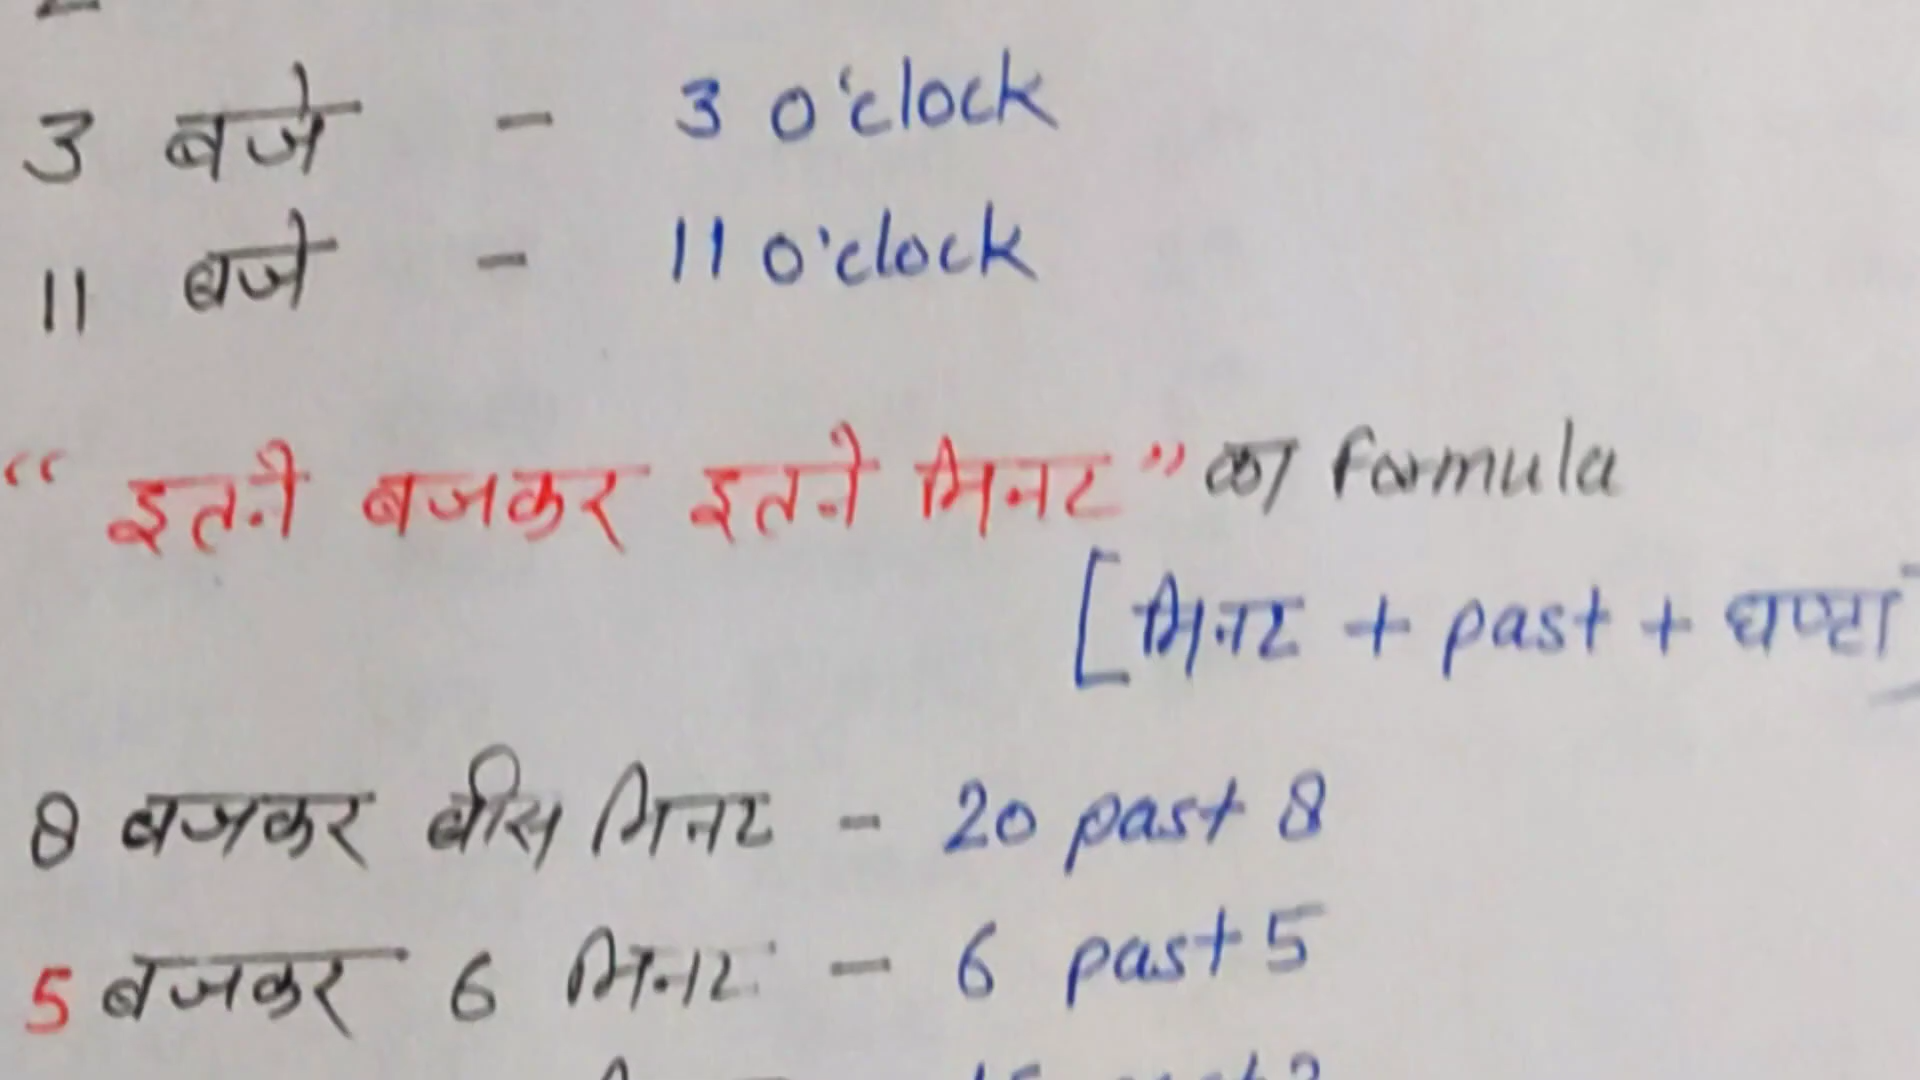 3 बजे - 3 o'clock
11 बजे - 11 o'clock
“ इतने बजकर इतने मिनट ” का formula
[ मिनट + past + घण्टा ]
8 बजकर बीस मिनट - 20 past 8
5 बजकर 6 मिनट - 6 past 5